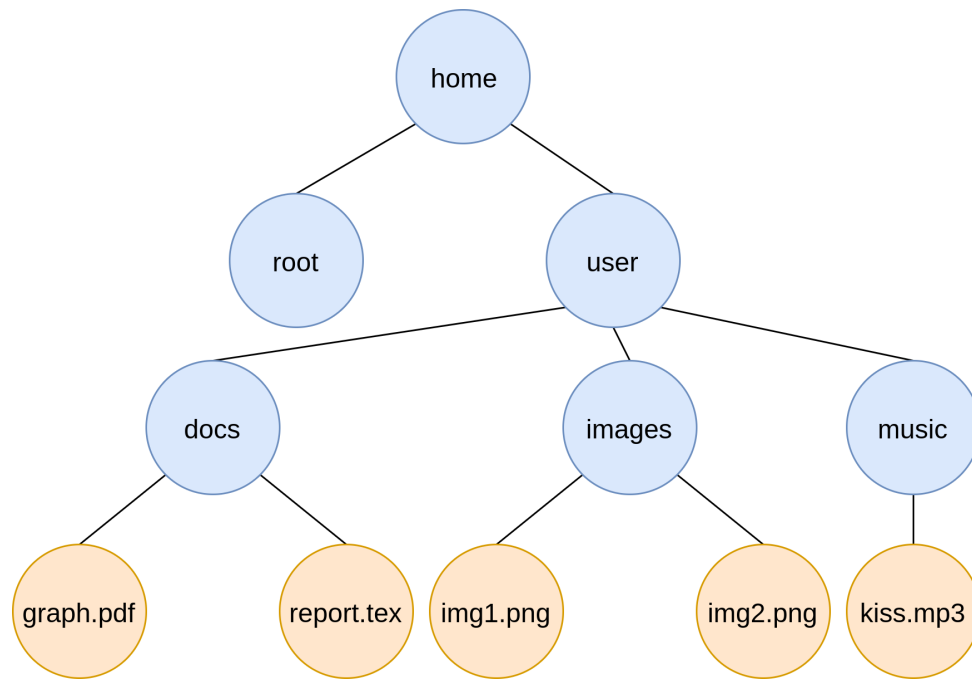 home
root
user
docs
images
music
graph.pdf
report.tex
img1.png
img2.png
kiss.mp3